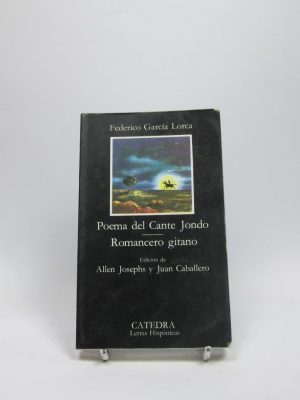 Federico García Lorca
Poema del Cante Jondo
Romancero gitano
Edición de
Allen Josephs y Juan Caballero
CATEDRA
Letras Hispánicas